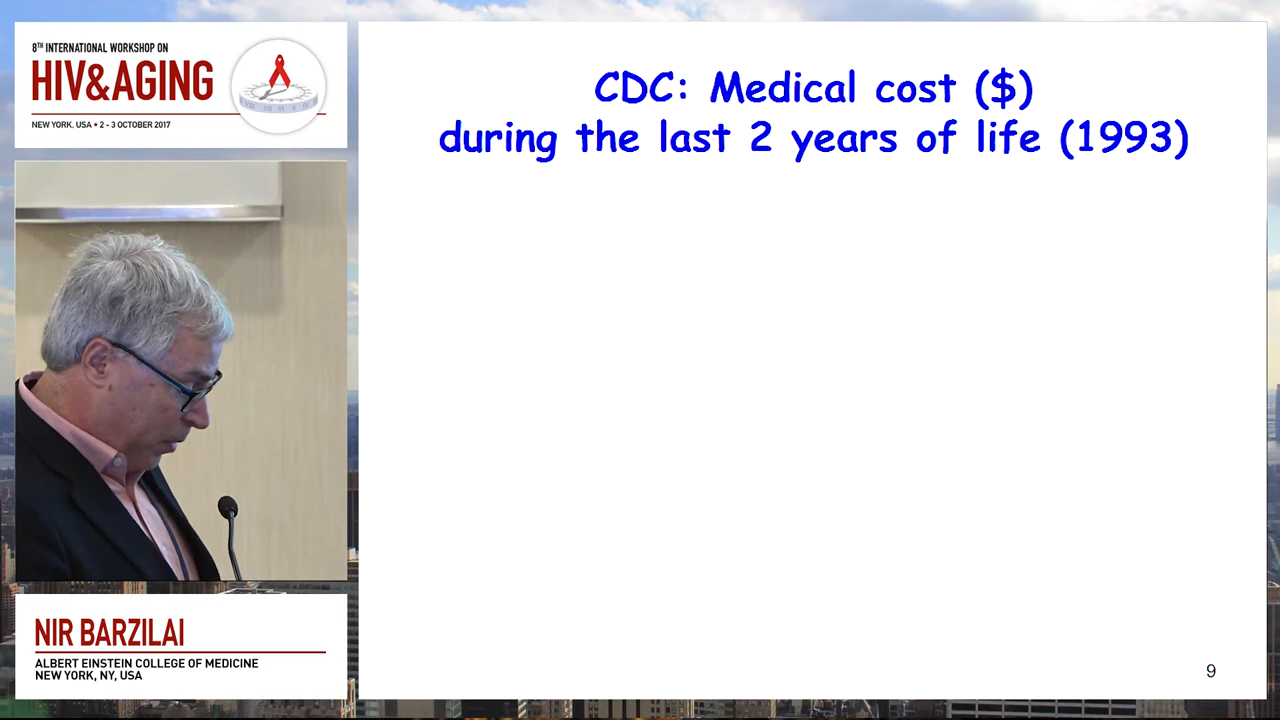 8TH INTERNATIONAL WORKSHOP ON
HIV&AGING
NEW YORK, USA • 2 - 3 OCTOBER 2017
CDC: Medical cost ($)
during the last 2 years of life (1993)
NIR BARZILAI
ALBERT EINSTEIN COLLEGE OF MEDICINE
NEW YORK, NY, USA
9